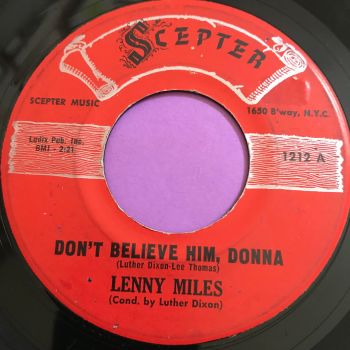 SCEPTER
SCEPTER MUSIC
1650 B'way, N.Y.C.
Ludix Pub. Inc.
BMI - 2:21
1212 A
DON'T BELIEVE HIM, DONNA
(Luther Dixon-Lee Thomas)
LENNY MILES
(Cond. by Luther Dixon)